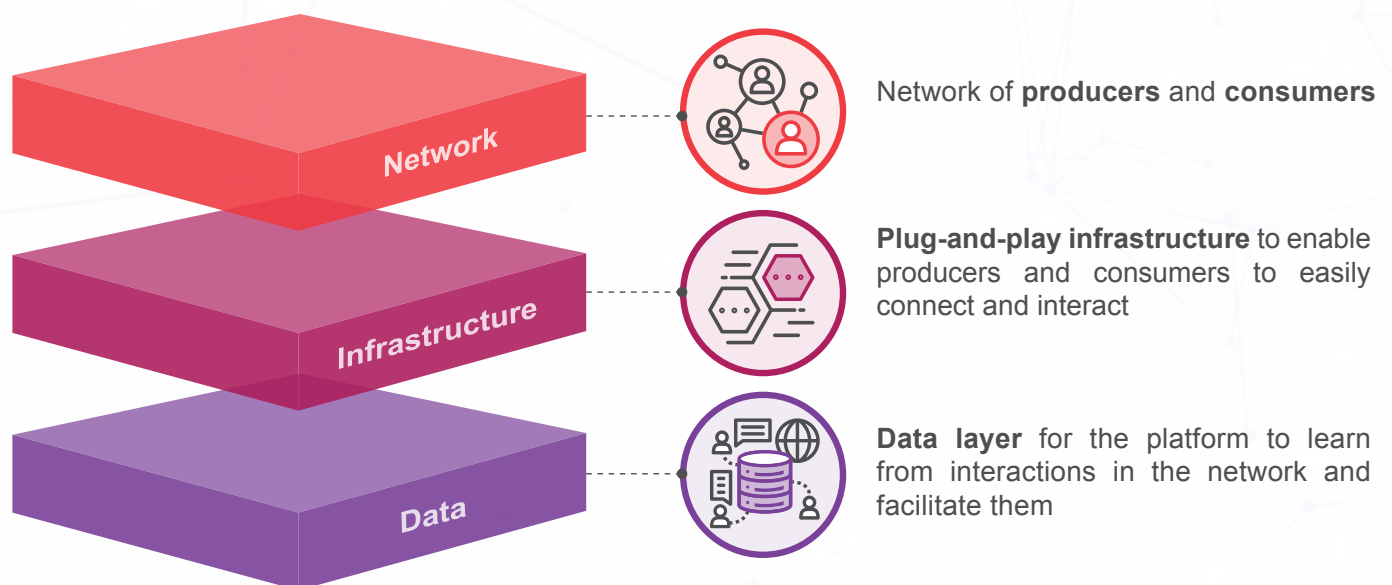 Network
Network of producers and consumers
Infrastructure
Plug-and-play infrastructure to enable
producers and consumers to easily
connect and interact
Data
Data layer for the platform to learn
from interactions in the network and
facilitate them